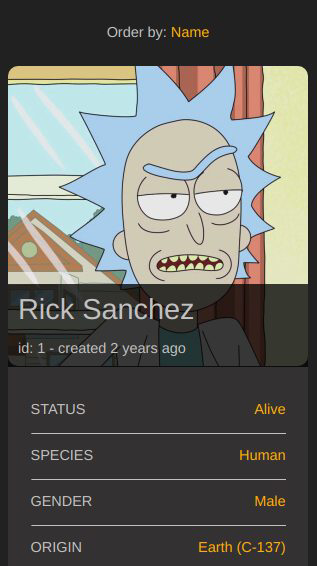 Order by: Name
Rick Sanchez
id: 1 - created 2 years ago
STATUS Alive
SPECIES Human
GENDER Male
ORIGIN Earth (C-137)